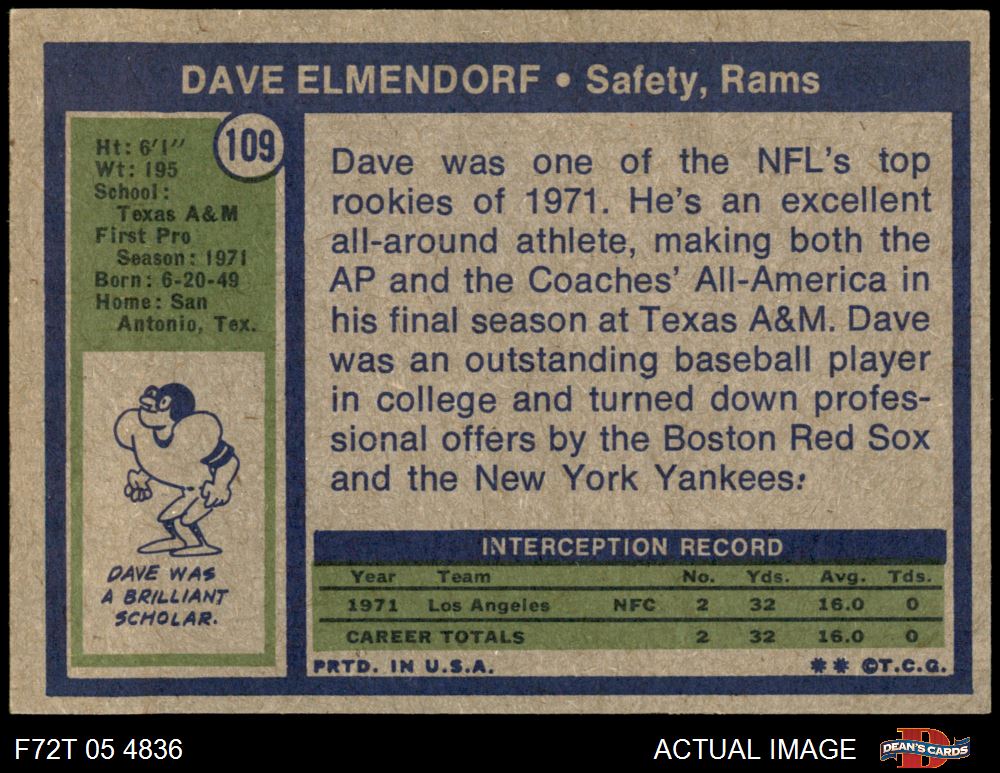 DAVE ELMENDORF • Safety, Rams
109
Ht: 6'1"
Wt: 195
School:
Texas A&M
First Pro
Season: 1971
Born: 6-20-49
Home: San
Antonio, Tex.
DAVE WAS
A BRILLIANT
SCHOLAR.
Dave was one of the NFL's top
rookies of 1971. He's an excellent
all-around athlete, making both the
AP and the Coaches' All-America in
his final season at Texas A&M. Dave
was an outstanding baseball player
in college and turned down profes-
sional offers by the Boston Red Sox
and the New York Yankees.
INTERCEPTION RECORD
Year Team No. Yds. Avg. Tds.
1971 Los Angeles NFC 2 32 16.0 0
CAREER TOTALS 2 32 16.0 0
PRTD. IN U.S.A. ** ©T.C.G.
F72T 05 4836 ACTUAL IMAGE DEAN'S CARDS